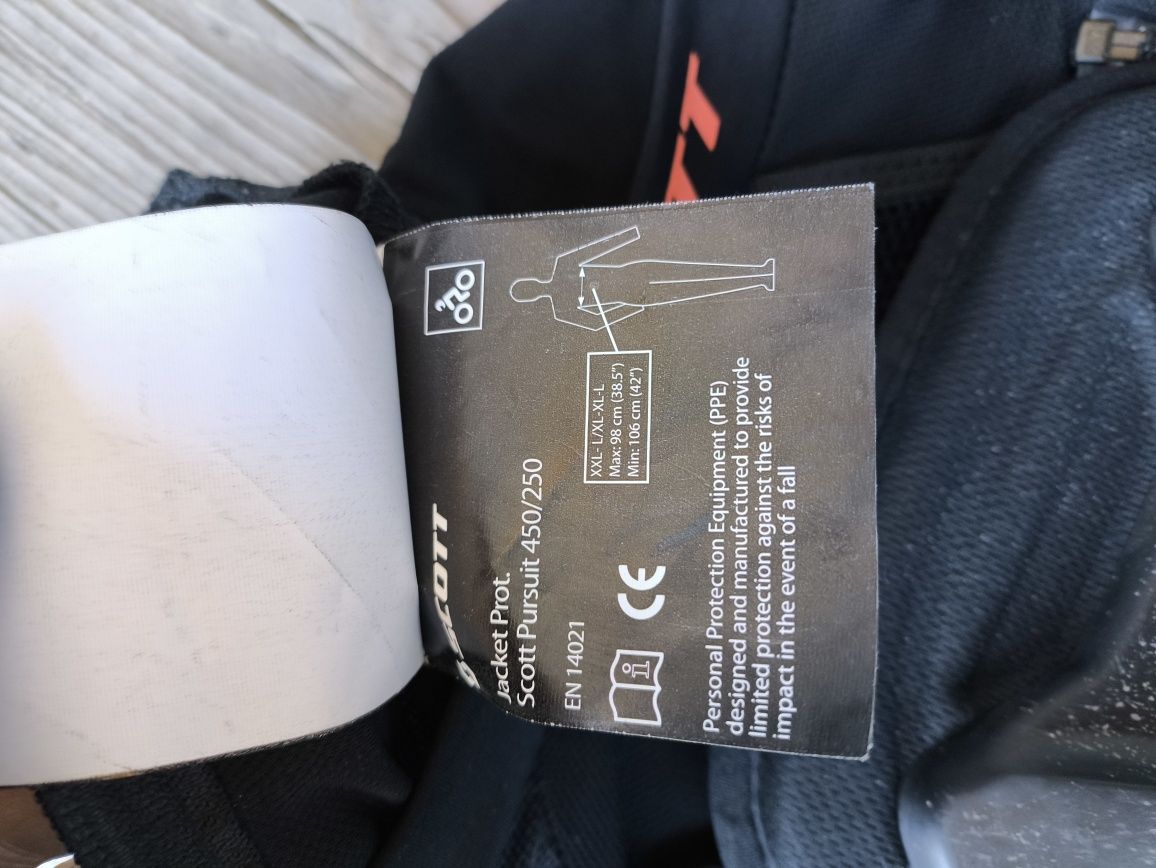 SCOTT
Jacket Prot.
Scott Pursuit 450/250
EN 14021
CE
XXL- L/XL-XL-L
Max: 98 cm (38.5")
Min: 106 cm (42")
Personal Protection Equipment (PPE)
designed and manufactured to provide
limited protection against the risks of
impact in the event of a fall
TT